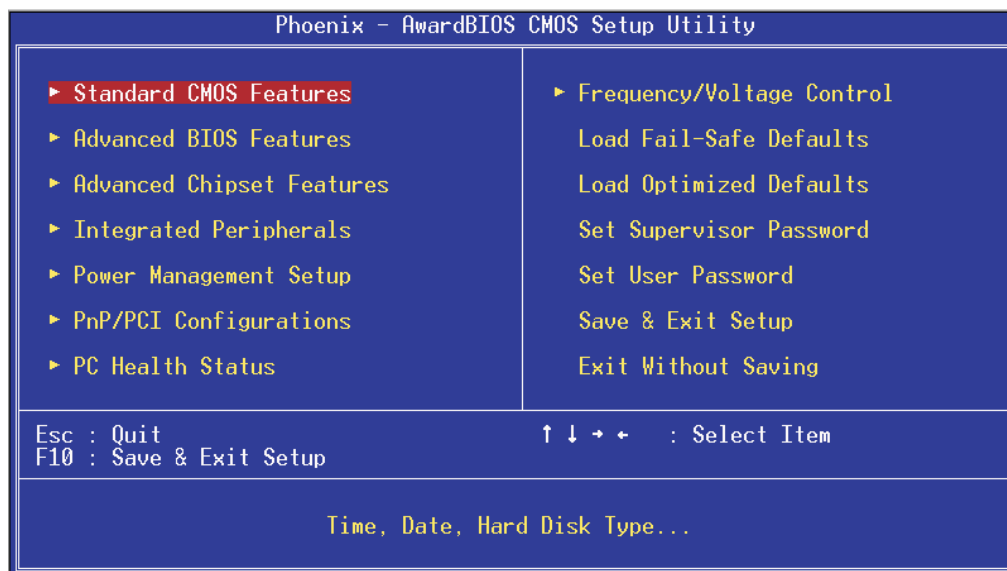 Phoenix - AwardBIOS CMOS Setup Utility
▶ Standard CMOS Features
▶ Advanced BIOS Features
▶ Advanced Chipset Features
▶ Integrated Peripherals
▶ Power Management Setup
▶ PnP/PCI Configurations
▶ PC Health Status
▶ Frequency/Voltage Control
Load Fail-Safe Defaults
Load Optimized Defaults
Set Supervisor Password
Set User Password
Save & Exit Setup
Exit Without Saving
Esc : Quit
F10 : Save & Exit Setup
↑ ↓ → ← : Select Item
Time, Date, Hard Disk Type...